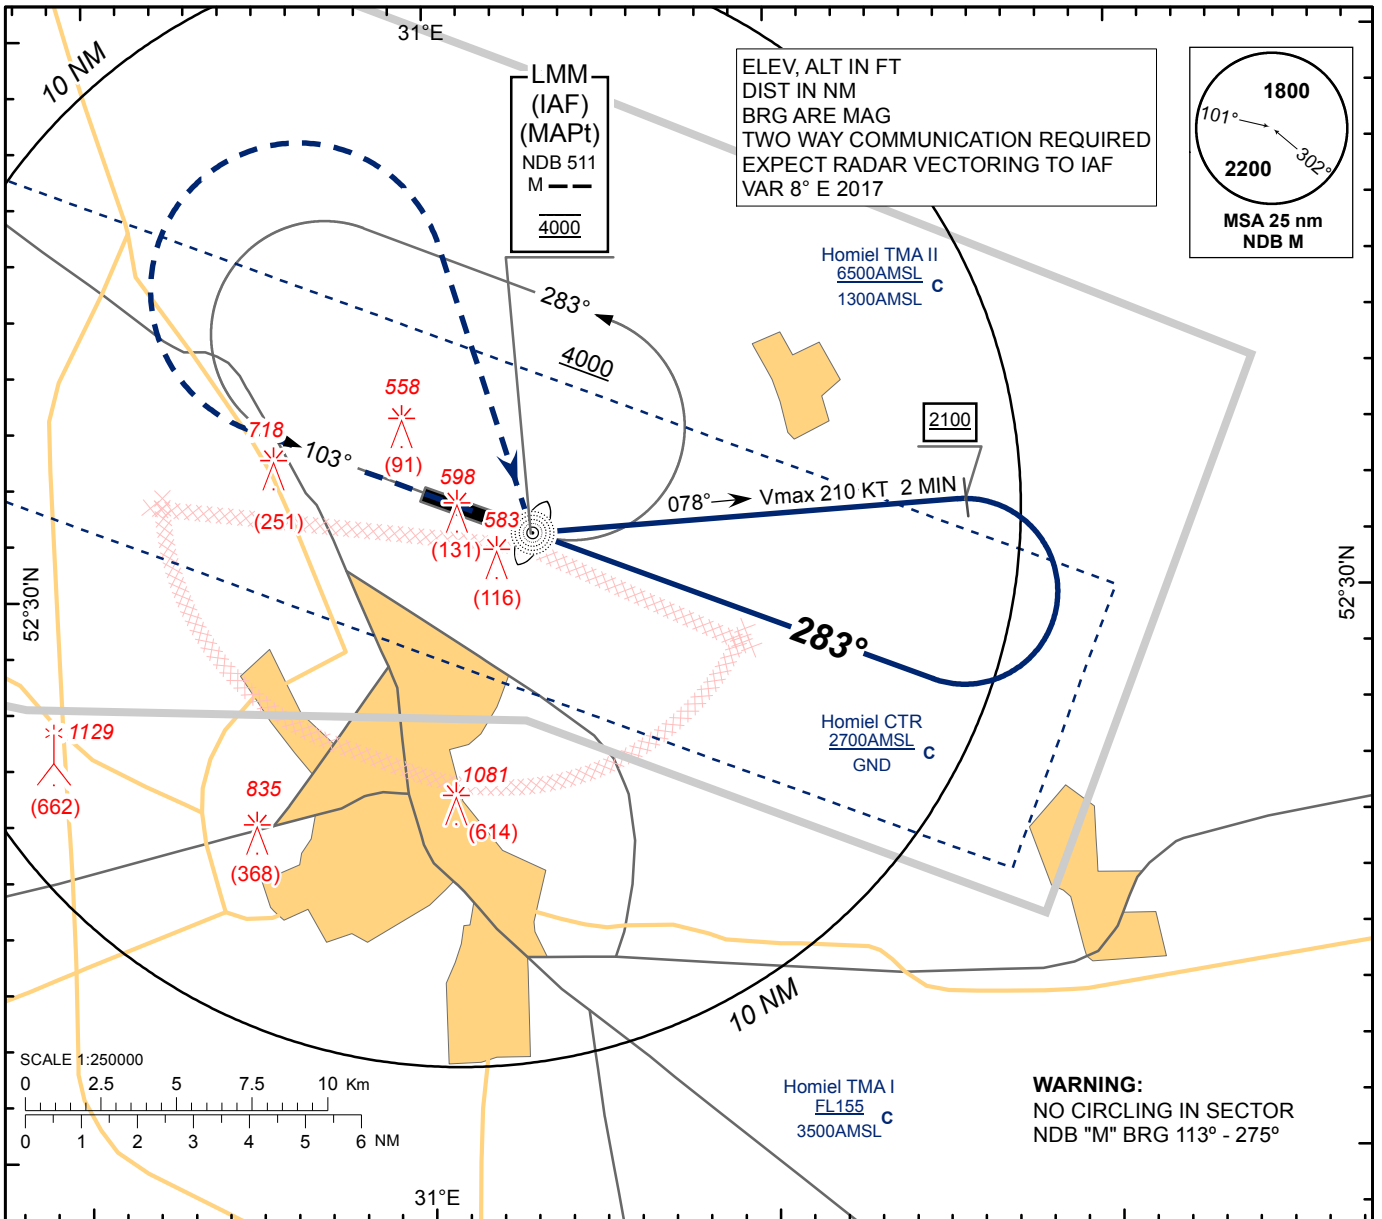 31°E
10 NM
LMM
(IAF)
(MAPt)
NDB 511
M
4000
ELEV, ALT IN FT
DIST IN NM
BRG ARE MAG
TWO WAY COMMUNICATION REQUIRED
EXPECT RADAR VECTORING TO IAF
VAR 8° E 2017
1800
101°
302°
2200
MSA 25 nm
NDB M
Homiel TMA II
6500AMSL
C
1300AMSL
283°
4000
558
(91)
718
(251)
103°
598
(131)
583
(116)
2100
078°
Vmax 210 KT 2 MIN
283°
52°30'N
52°30'N
Homiel CTR
2700AMSL
C
GND
1129
(662)
835
(368)
1081
(614)
10 NM
SCALE 1:250000
0 2.5 5 7.5 10 Km
0 1 2 3 4 5 6 NM
Homiel TMA I
FL155
C
3500AMSL
WARNING:
NO CIRCLING IN SECTOR
NDB "M" BRG 113º - 275º
31°E